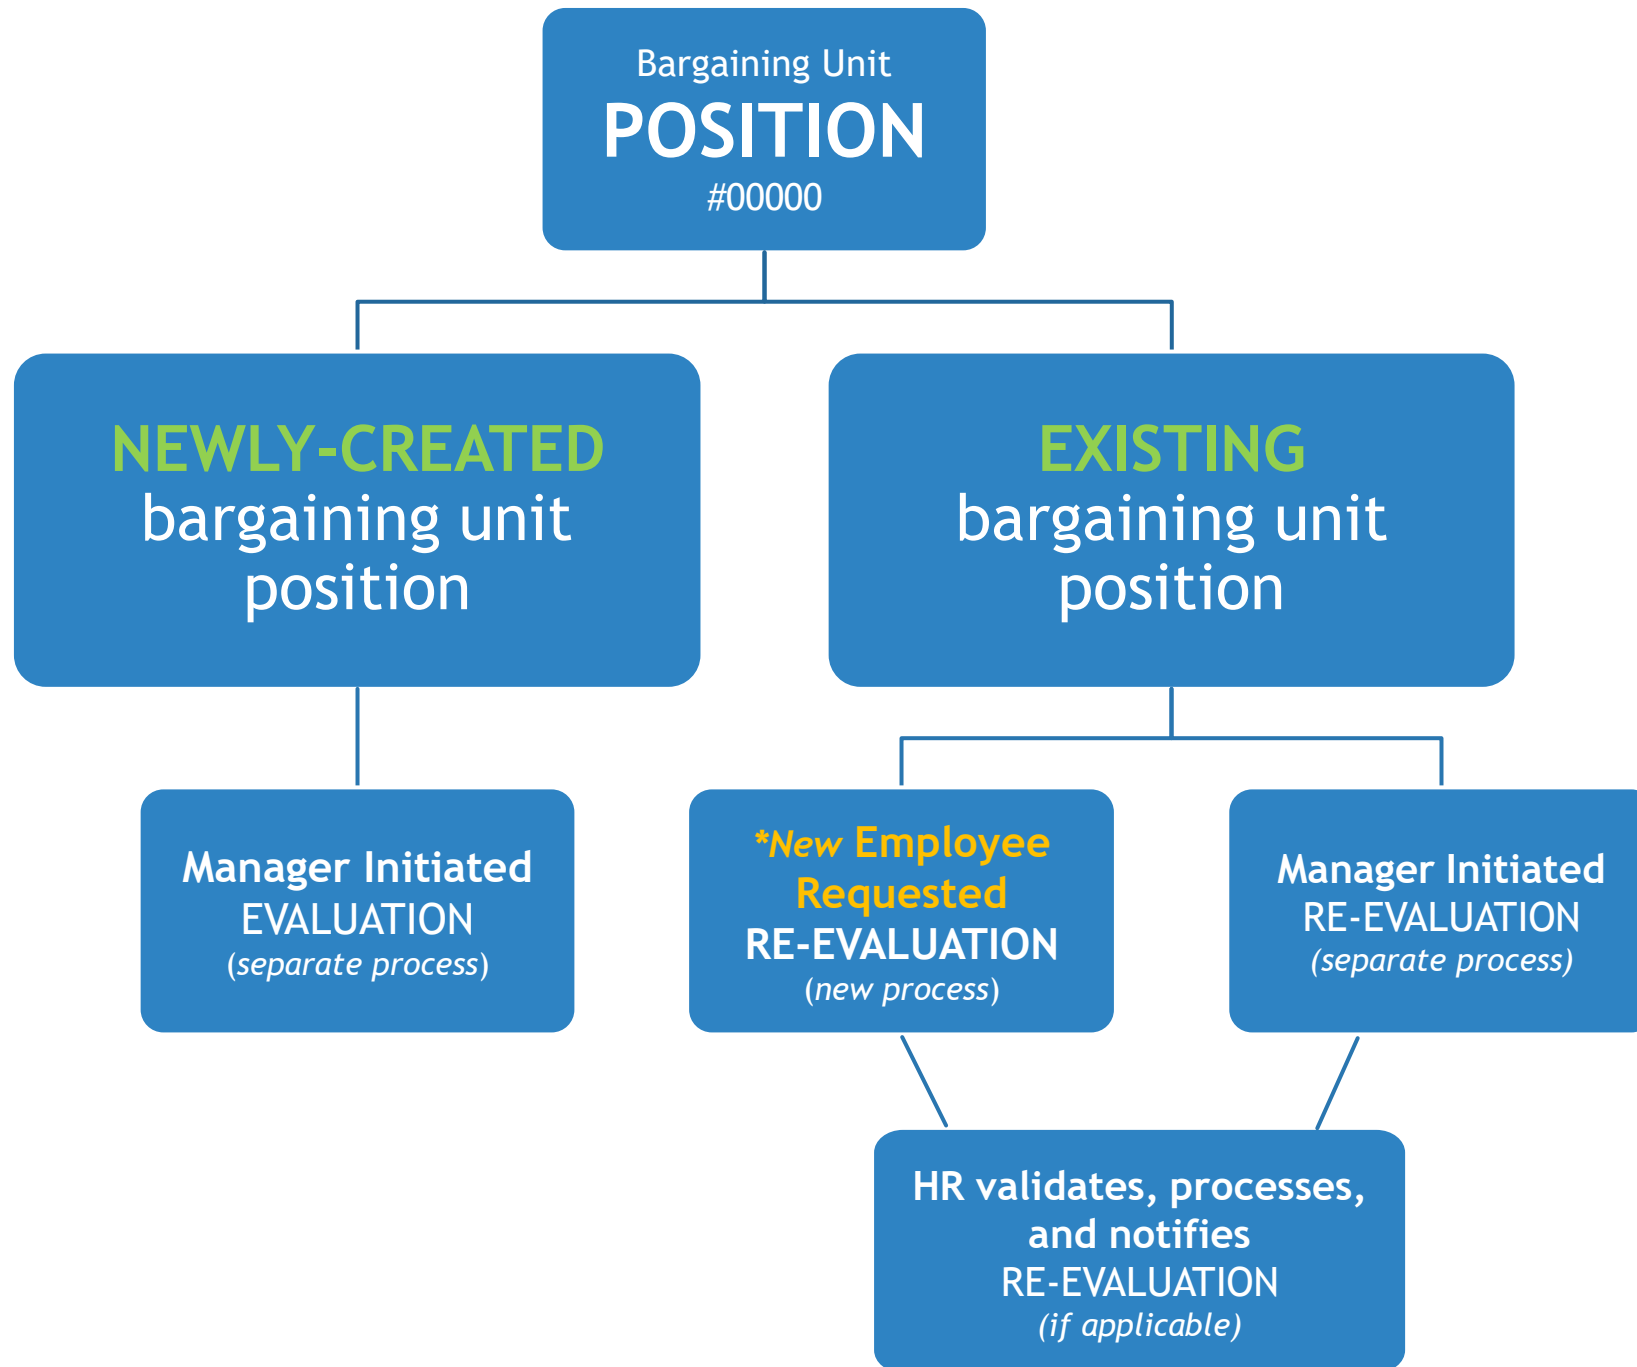 Bargaining Unit
POSITION
#00000
NEWLY-CREATED
bargaining unit
position
EXISTING
bargaining unit
position
Manager Initiated
EVALUATION
(separate process)
*New Employee
Requested
RE-EVALUATION
(new process)
Manager Initiated
RE-EVALUATION
(separate process)
HR validates, processes,
and notifies
RE-EVALUATION
(if applicable)